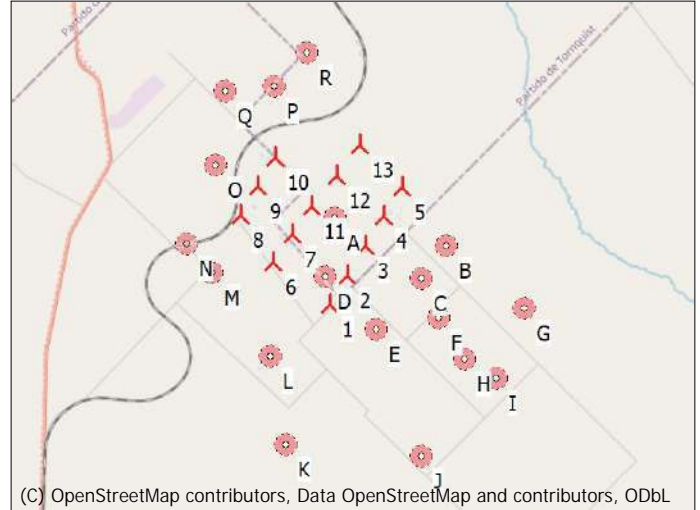 Partido d
Partido de Tornquist
R
P
Q
13
10
12
O
5
9
11
4
8
A
7
3
B
N
6
C
M
D
2
G
1
F
E
L
H
I
K
J
(C) OpenStreetMap contributors, Data OpenStreetMap and contributors, ODbL